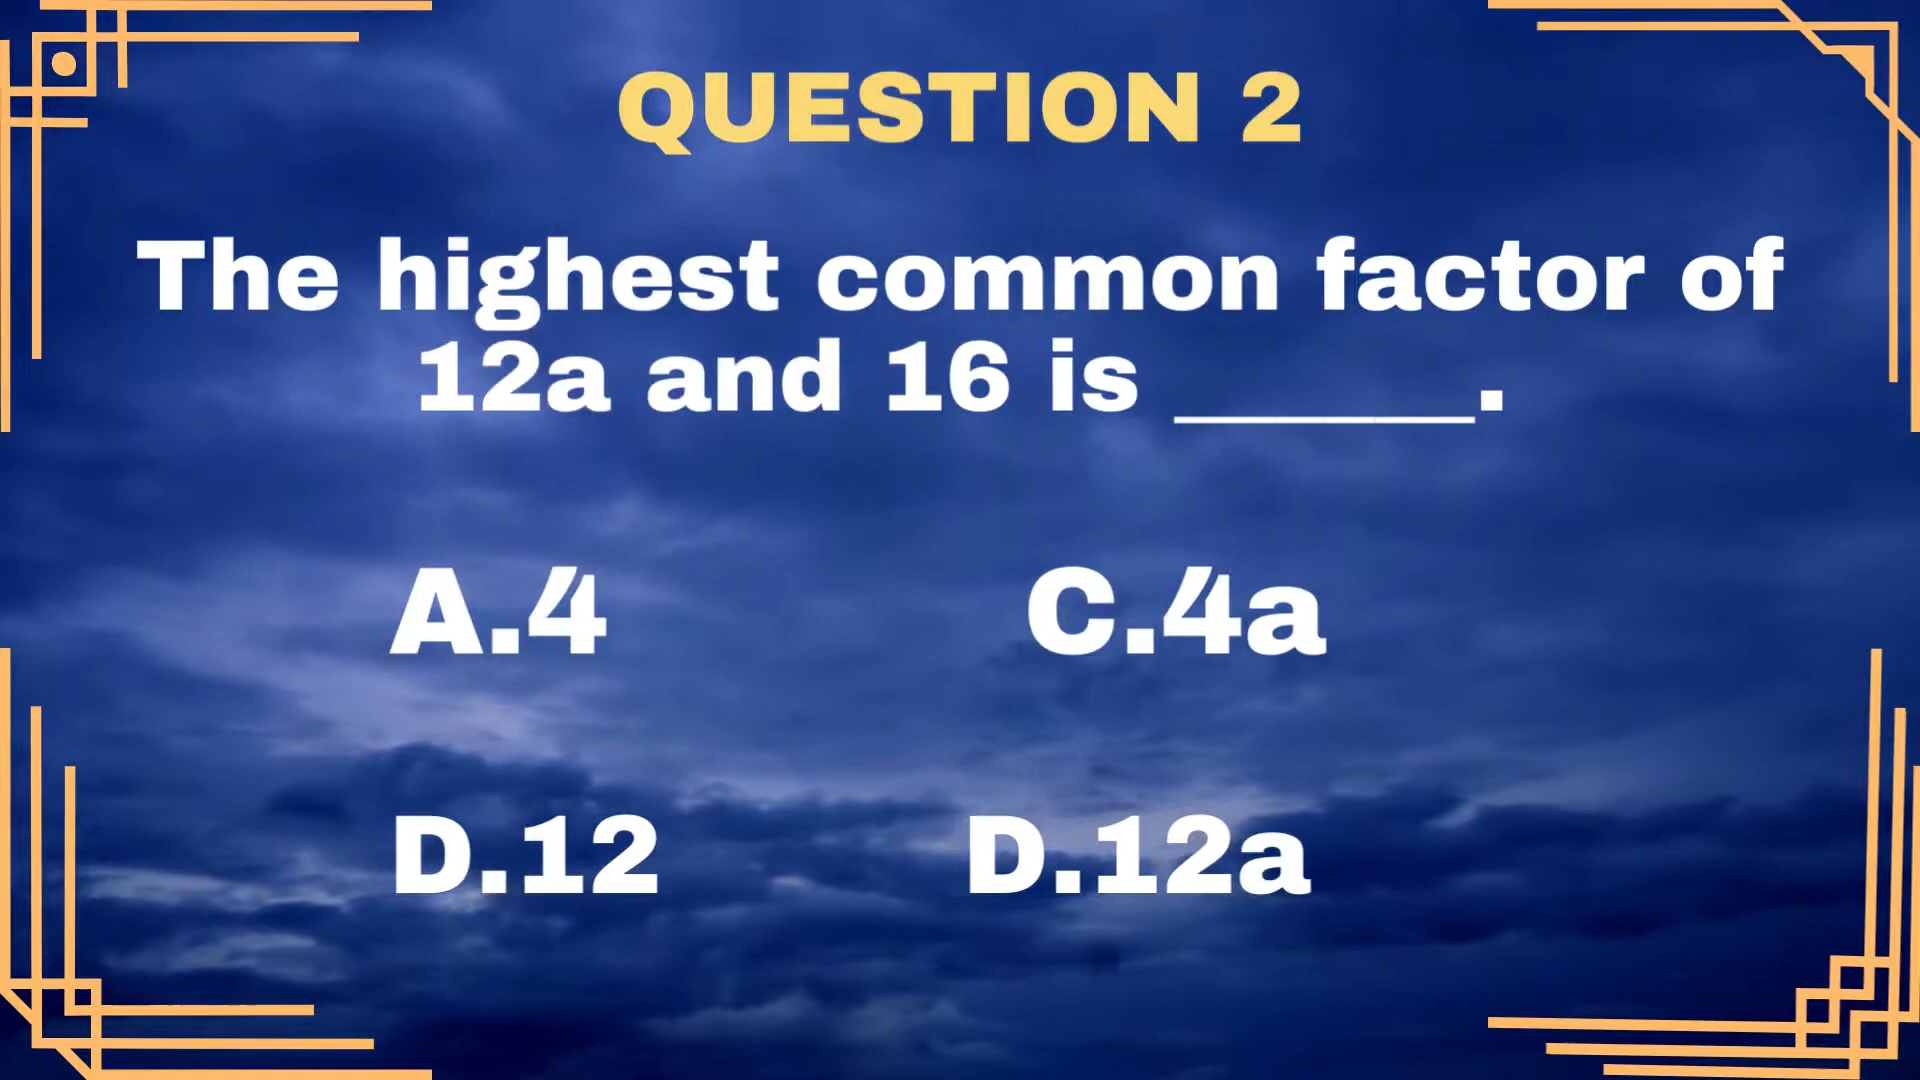 QUESTION 2
The highest common factor of
12a and 16 is ______.
A.4
C.4a
D.12
D.12a